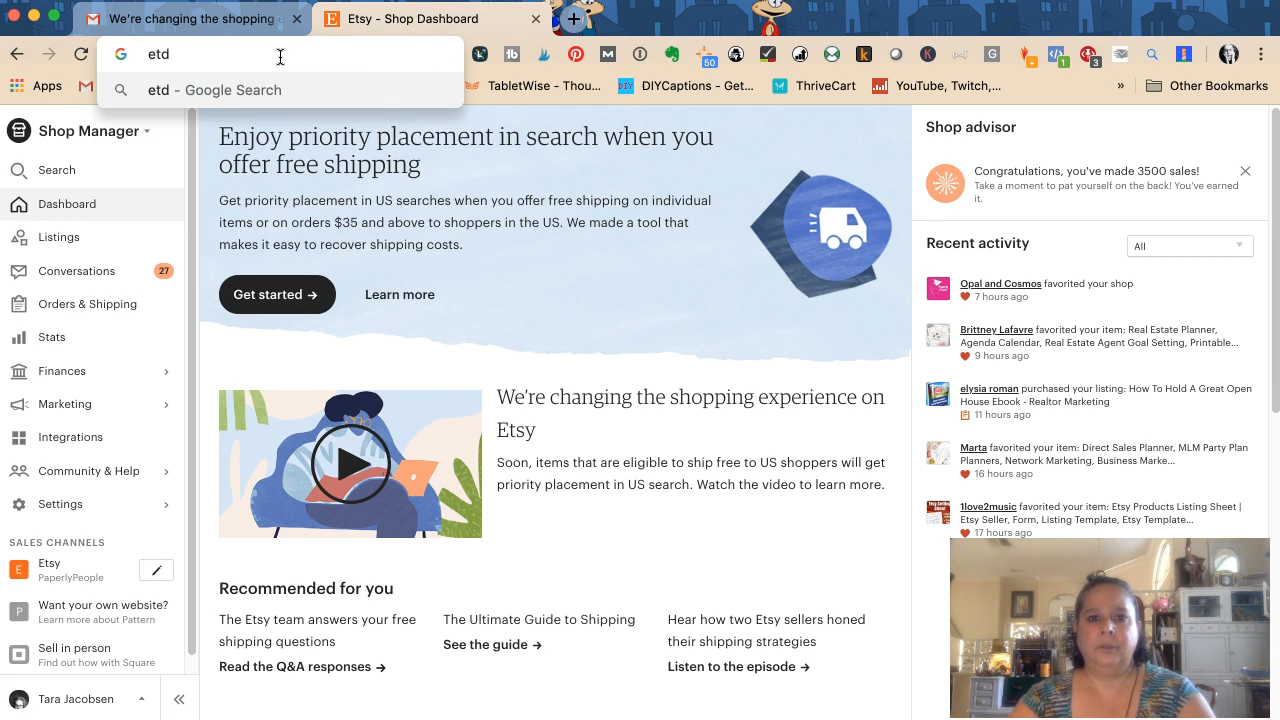 We're changing the shopping e
Etsy - Shop Dashboard
etd
etd - Google Search
50
1
3
Apps
TabletWise - Thou...
DIYCaptions - Get...
ThriveCart
YouTube, Twitch,...
»
Other Bookmarks
Shop Manager
Search
Dashboard
Listings
Conversations
27
Orders & Shipping
Stats
Finances
Marketing
Integrations
Community & Help
Settings
SALES CHANNELS
E
Etsy
PaperlyPeople
P
Want your own website?
Learn more about Pattern
Sell in person
Find out how with Square
Tara Jacobsen
Enjoy priority placement in search when you
offer free shipping
Get priority placement in US searches when you offer free shipping on individual
items or on orders $35 and above to shoppers in the US. We made a tool that
makes it easy to recover shipping costs.
Get started →
Learn more
We're changing the shopping experience on
Etsy
Soon, items that are eligible to ship free to US shoppers will get
priority placement in US search. Watch the video to learn more.
Recommended for you
The Etsy team answers your free
shipping questions
Read the Q&A responses →
The Ultimate Guide to Shipping
See the guide →
Hear how two Etsy sellers honed
their shipping strategies
Listen to the episode →
Shop advisor
Congratulations, you've made 3500 sales!
Take a moment to pat yourself on the back! You've earned
it.
Recent activity
All
Opal and Cosmos favorited your shop
7 hours ago
Brittney Lafavre favorited your item: Real Estate Planner,
Agenda Calendar, Real Estate Agent Goal Setting, Printable...
9 hours ago
elysia roman purchased your listing: How To Hold A Great Open
House Ebook - Realtor Marketing
11 hours ago
Marta favorited your item: Direct Sales Planner, MLM Party Plan
Planners, Network Marketing, Business Marke...
16 hours ago
1love2music favorited your item: Etsy Products Listing Sheet |
Etsy Seller, Form, Listing Template, Etsy Template...
17 hours ago